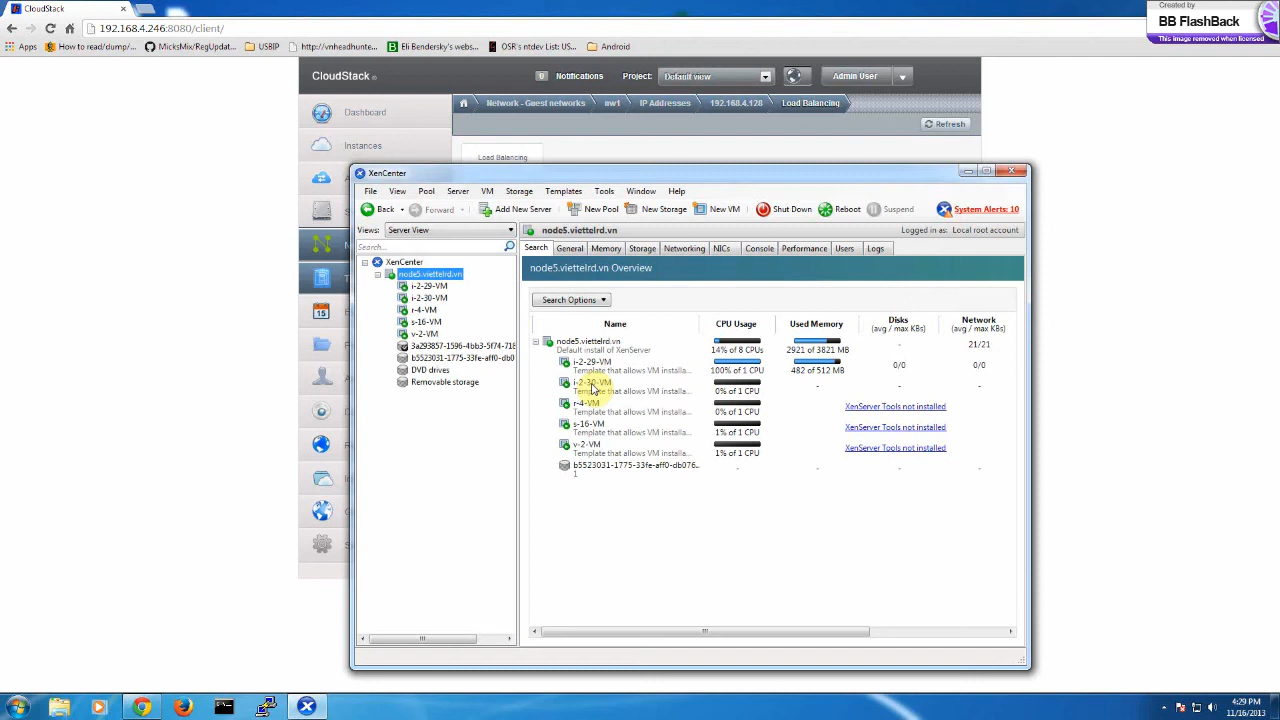 CloudStack
192.168.4.246:8080/client/
Apps How to read/dump/... MicksMix/RegUpdat... USBIP http://vnheadhunte... Eli Bendersky's webs... OSR's ntdev List: Os... Android
Created by
BB FlashBack
This image removed when licensed
CloudStack
0 Notifications Project: Default view Admin User
Network - Guest networks nw1 IP Addresses 192.168.4.128 Load Balancing
Refresh
Dashboard
Instances
Load Balancing
XenCenter
File View Pool Server VM Storage Templates Tools Window Help
Back Forward Add New Server New Pool New Storage New VM Shut Down Reboot Suspend System Alerts: 10
Views: Server View
node5.viettelrd.vn Logged in as: Local root account
Search...
Search General Memory Storage Networking NICs Console Performance Users Logs
XenCenter
node5.viettelrd.vn
i-2-29-VM
i-2-30-VM
r-4-VM
s-16-VM
v-2-VM
3a293857-1596-4bb3-5f74-718
b5523031-1775-33fe-aff0-db0
DVD drives
Removable storage
node5.viettelrd.vn Overview
Search Options
Name CPU Usage Used Memory Disks (avg / max KBs) Network (avg / max KBs)
node5.viettelrd.vn
Default install of XenServer 14% of 8 CPUs 2921 of 3821 MB - 21/21
i-2-29-VM
Template that allows VM installa... 100% of 1 CPU 482 of 512 MB 0/0 0/0
i-2-30-VM
Template that allows VM installa... 0% of 1 CPU - - -
r-4-VM
Template that allows VM installa... 0% of 1 CPU XenServer Tools not installed
s-16-VM
Template that allows VM installa... 1% of 1 CPU XenServer Tools not installed
v-2-VM
Template that allows VM installa... 1% of 1 CPU XenServer Tools not installed
b5523031-1775-33fe-aff0-db076... - - - -
1
4:29 PM
11/16/2013